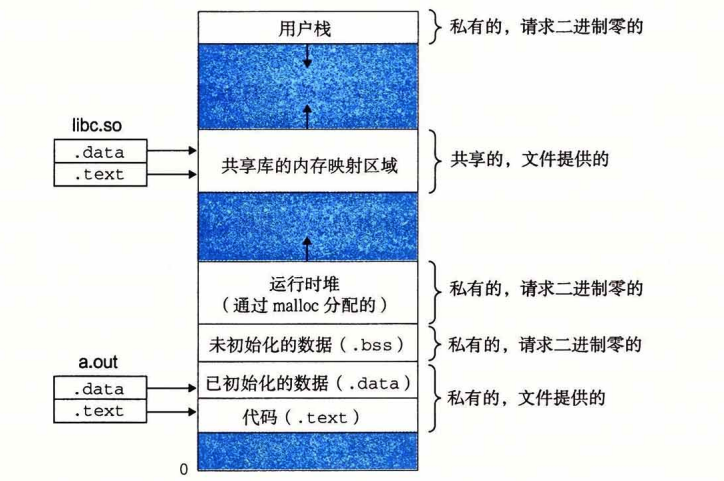 用户栈
私有的，请求二进制零的
libc.so
.data
.text
共享库的内存映射区域
共享的，文件提供的
运行时堆
（通过 malloc 分配的）
私有的，请求二进制零的
未初始化的数据（.bss）
私有的，请求二进制零的
a.out
.data
.text
已初始化的数据（.data）
代码（.text）
私有的，文件提供的
0